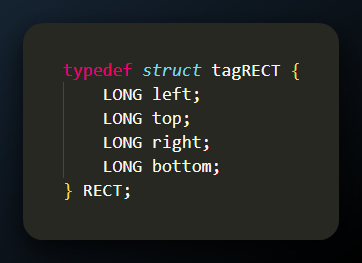 typedef struct tagRECT {
    LONG left;
    LONG top;
    LONG right;
    LONG bottom;
} RECT;